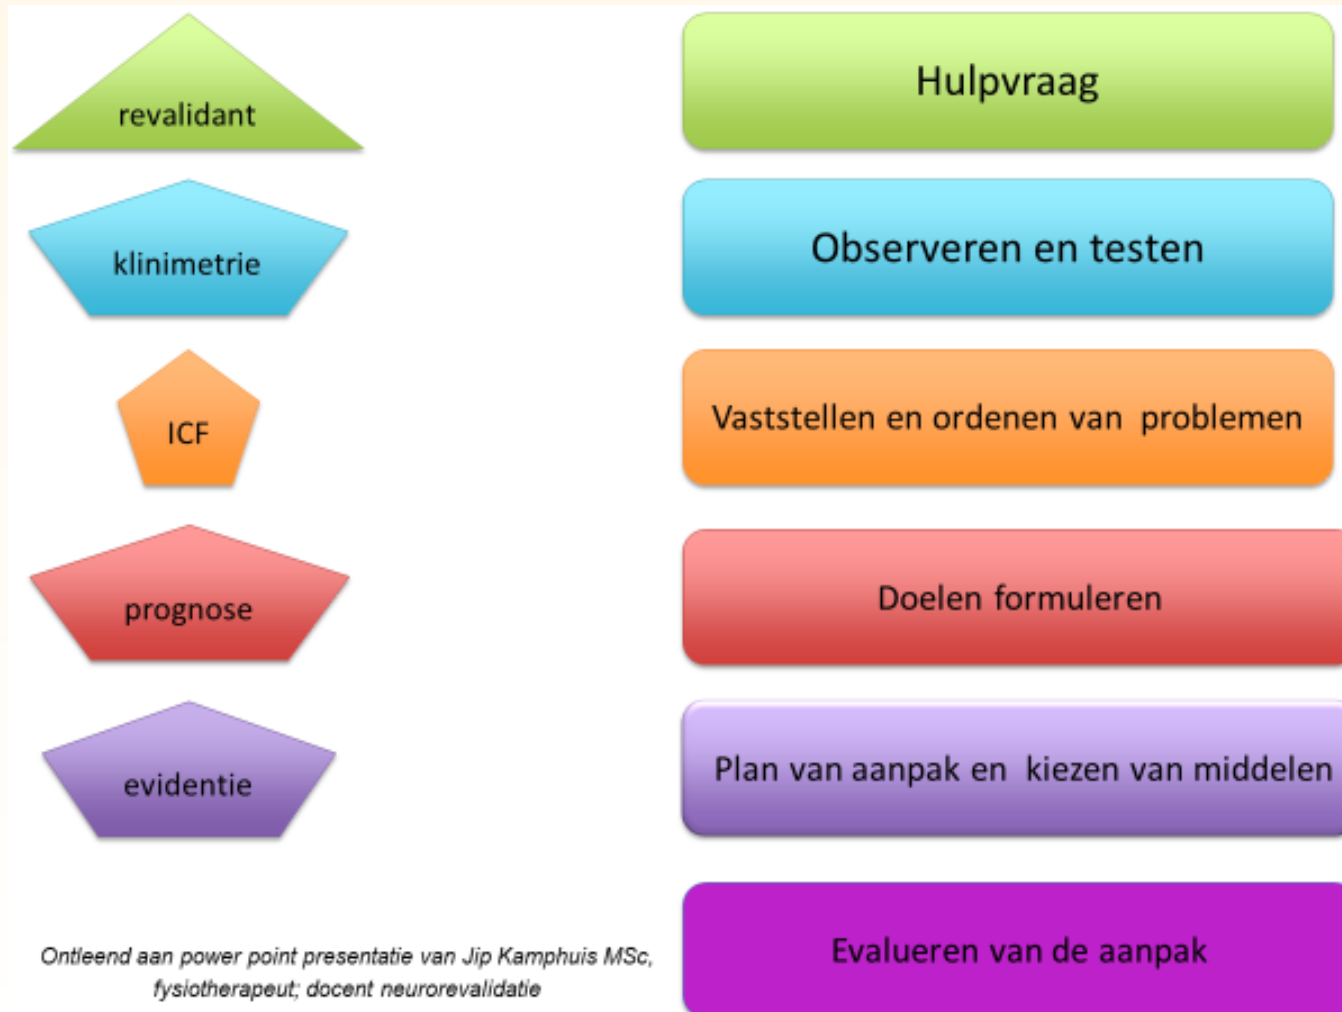 revalidant
Hulpvraag
klinimetrie
Observeren en testen
ICF
Vaststellen en ordenen van problemen
prognose
Doelen formuleren
evidentie
Plan van aanpak en kiezen van middelen
Evalueren van de aanpak
Ontleend aan power point presentatie van Jip Kamphuis MSc,
fysiotherapeut; docent neurorevalidatie